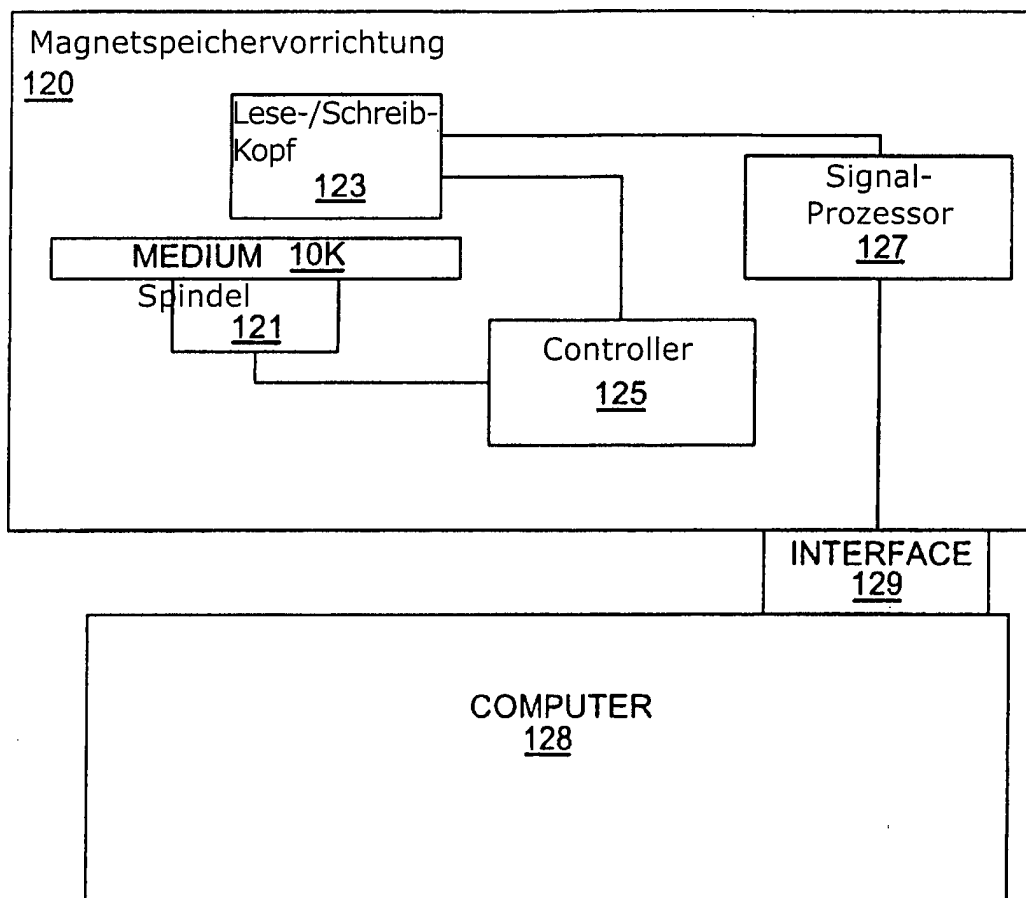 Magnetspeichervorrichtung
120
Lese-/Schreib-
Kopf
123
Signal-
Prozessor
127
MEDIUM 10K
Spindel
121
Controller
125
INTERFACE
129
COMPUTER
128